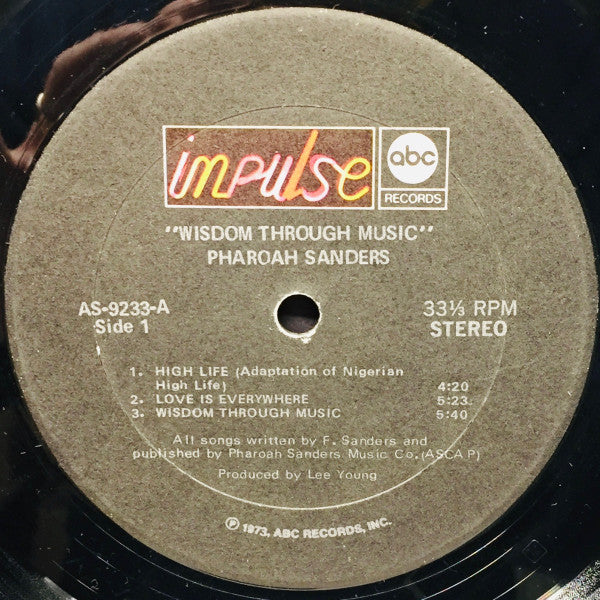 impulse
abc
RECORDS
"WISDOM THROUGH MUSIC"
PHAROAH SANDERS
AS-9233-A
Side 1
33⅓ RPM
STEREO
1. HIGH LIFE (Adaptation of Nigerian
High Life) 4:20
2. LOVE IS EVERYWHERE 5:23
3. WISDOM THROUGH MUSIC 5:40
All songs written by F. Sanders and
published by Pharoah Sanders Music Co. (ASCAP)
Produced by Lee Young
℗ 1973, ABC RECORDS, INC.